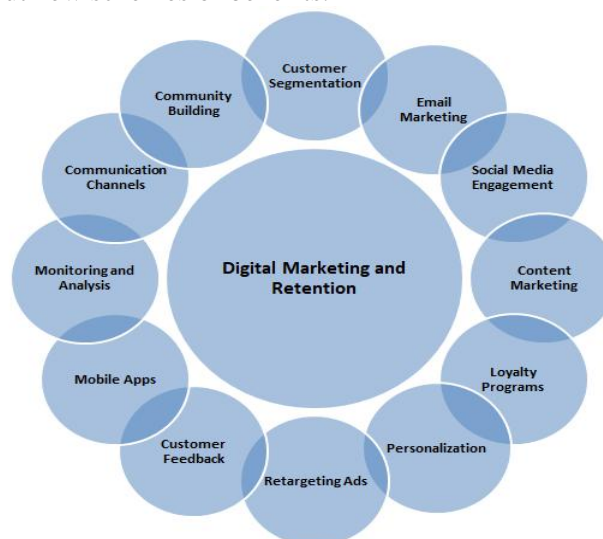 Customer
Segmentation
Email
Marketing
Social Media
Engagement
Content
Marketing
Loyalty
Programs
Personalization
Retargeting Ads
Customer
Feedback
Mobile Apps
Monitoring and
Analysis
Communication
Channels
Community
Building
Digital Marketing and
Retention